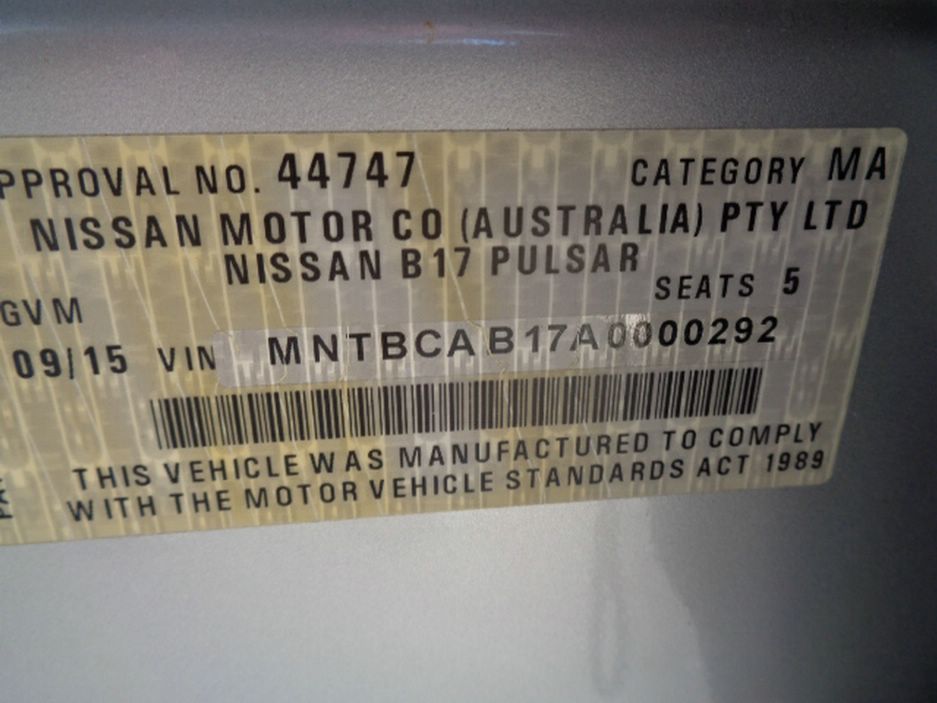 PPROVAL NO. 44747 CATEGORY MA
NISSAN MOTOR CO (AUSTRALIA) PTY LTD
NISSAN B17 PULSAR
GVM SEATS 5
09/15 VIN MNTBCAB17A0000292
THIS VEHICLE WAS MANUFACTURED TO COMPLY
WITH THE MOTOR VEHICLE STANDARDS ACT 1989